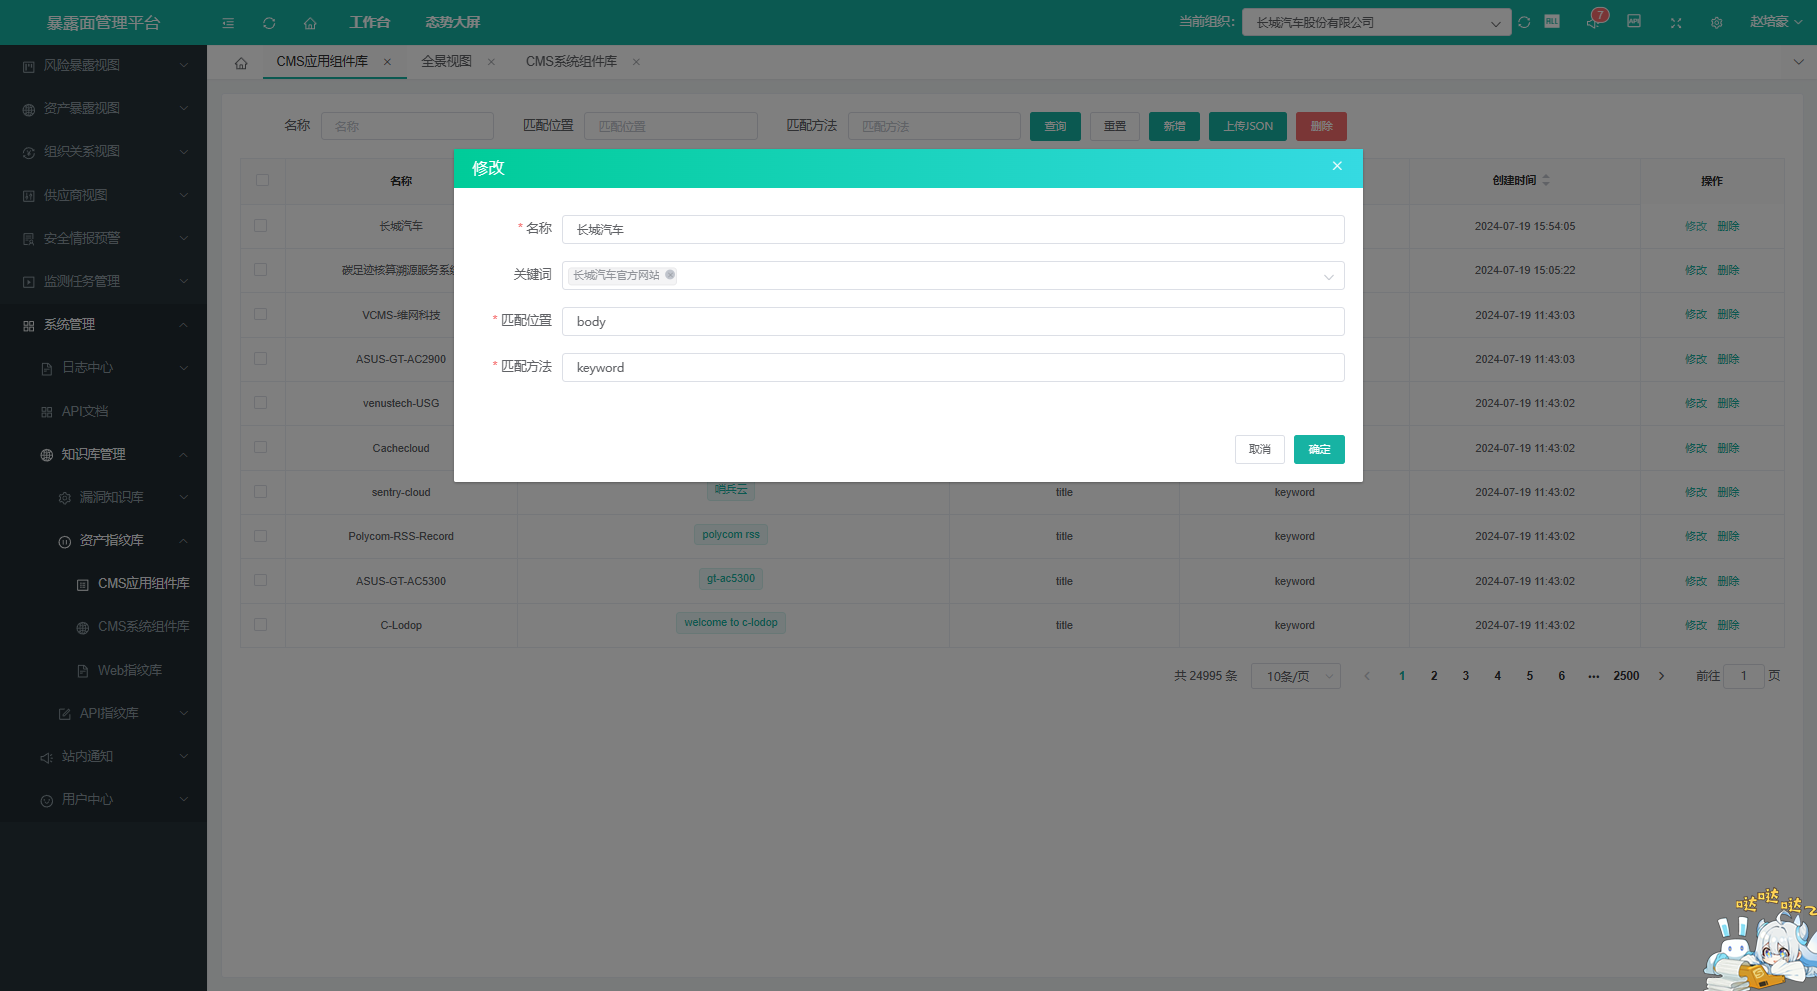 暴露面管理平台 工作台 态势大屏 当前组织: 长城汽车股份有限公司 7 赵培豪
风险暴露视图
资产暴露视图
组织关系视图
供应商视图
安全情报预警
监测任务管理
系统管理
日志中心
API文档
知识库管理
漏洞知识库
资产指纹库
CMS应用组件库
CMS系统组件库
Web指纹库
API指纹库
站内通知
用户中心
CMS应用组件库 × 全景视图 × CMS系统组件库 ×
名称 名称 匹配位置 匹配位置 匹配方法 匹配方法 查询 重置 新增 上传JSON 删除
名称 创建时间 操作
长城汽车 2024-07-19 15:54:05 修改 删除
碳足迹核算溯源服务系 2024-07-19 15:05:22 修改 删除
VCMS-维网科技 2024-07-19 11:43:03 修改 删除
ASUS-GT-AC2900 2024-07-19 11:43:03 修改 删除
venustech-USG 2024-07-19 11:43:02 修改 删除
Cachecloud 2024-07-19 11:43:02 修改 删除
sentry-cloud 哨兵云 title keyword 2024-07-19 11:43:02 修改 删除
Polycom-RSS-Record polycom rss title keyword 2024-07-19 11:43:02 修改 删除
ASUS-GT-AC5300 gt-ac5300 title keyword 2024-07-19 11:43:02 修改 删除
C-Lodop welcome to c-lodop title keyword 2024-07-19 11:43:02 修改 删除
共 24995 条 10条/页 1 2 3 4 5 6 ... 2500 前往 1 页
修改 ×
* 名称 长城汽车
关键词 长城汽车官方网站
* 匹配位置 body
* 匹配方法 keyword
取消 确定
哒哒哒